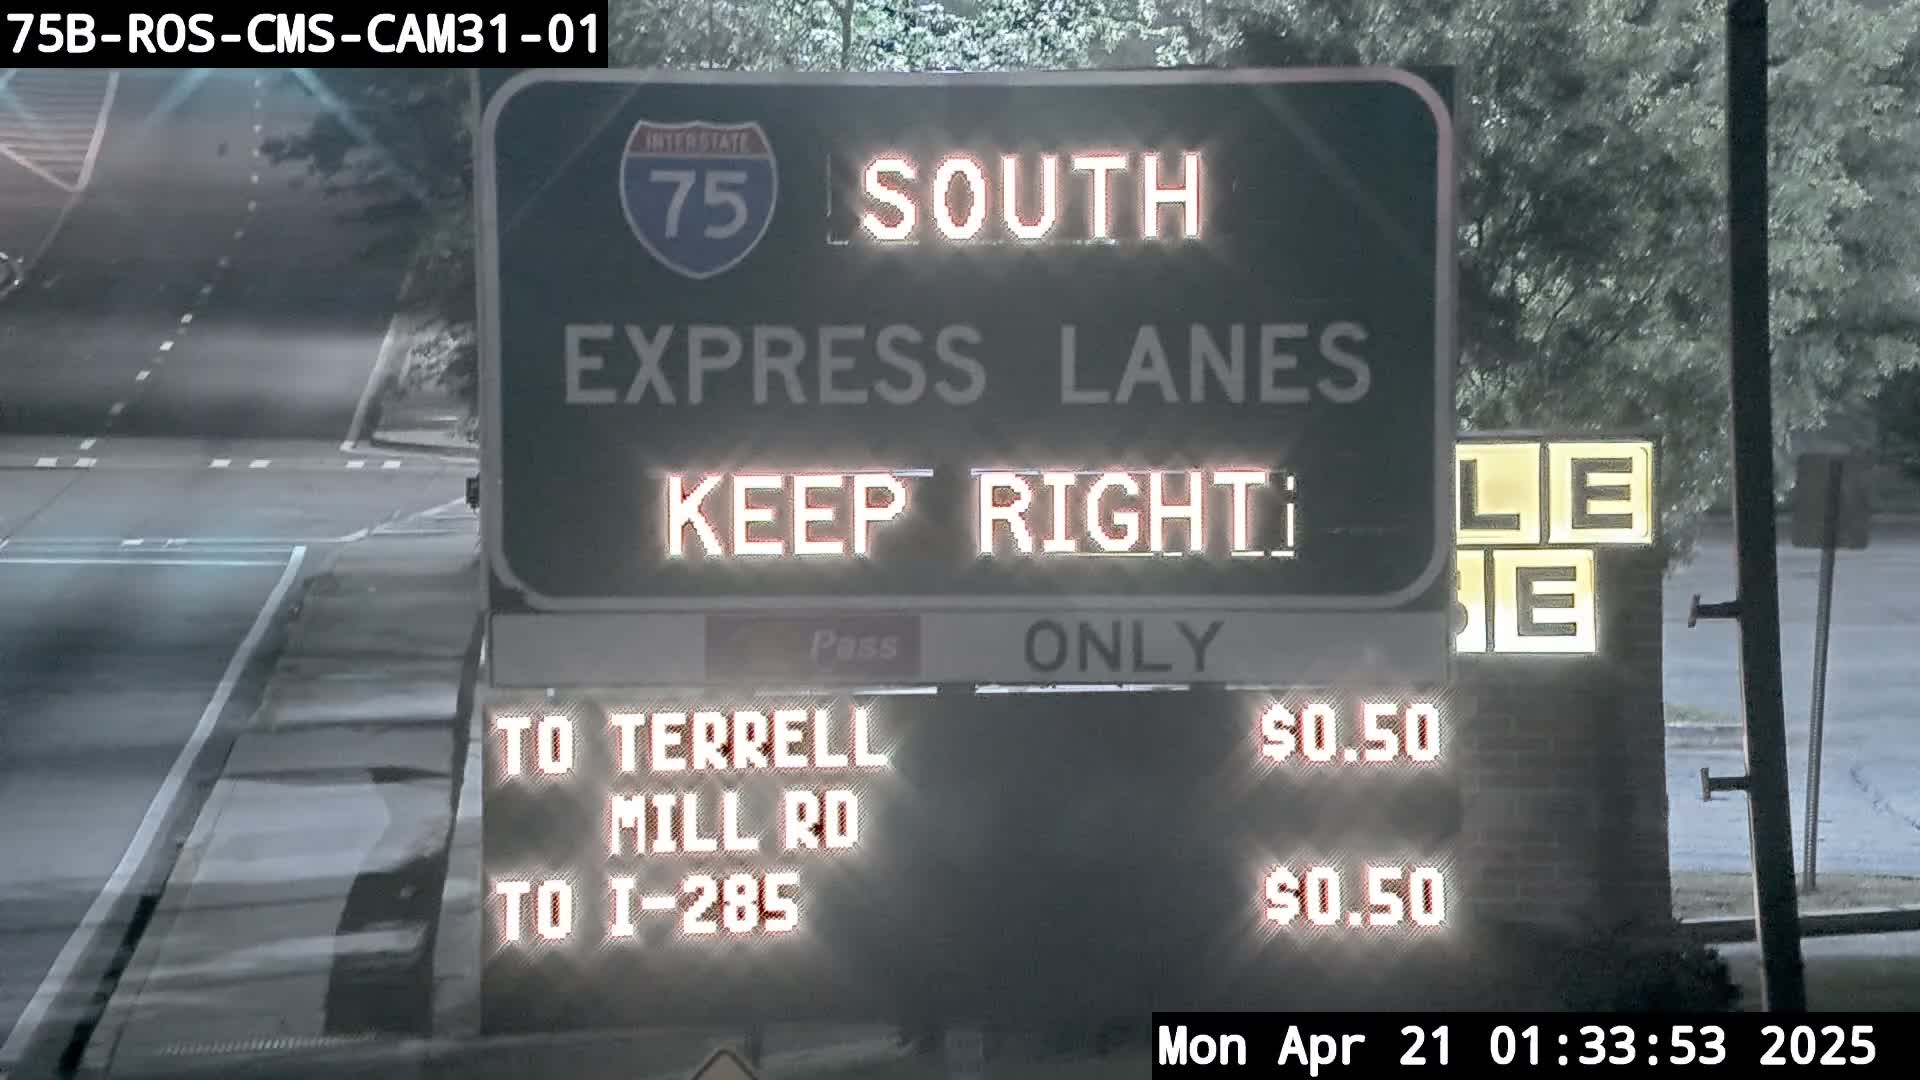 75B-ROS-CMS-CAM31-01
INTERSTATE
75
SOUTH
EXPRESS LANES
KEEP RIGHT
Pass ONLY
TO TERRELL $0.50
MILL RD
TO I-285 $0.50
LE
E
Mon Apr 21 01:33:53 2025